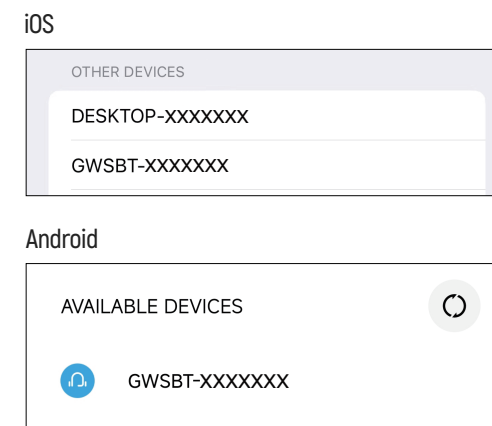 iOS
OTHER DEVICES
DESKTOP-XXXXXXX
GWSBT-XXXXXXX
Android
AVAILABLE DEVICES
GWSBT-XXXXXXX